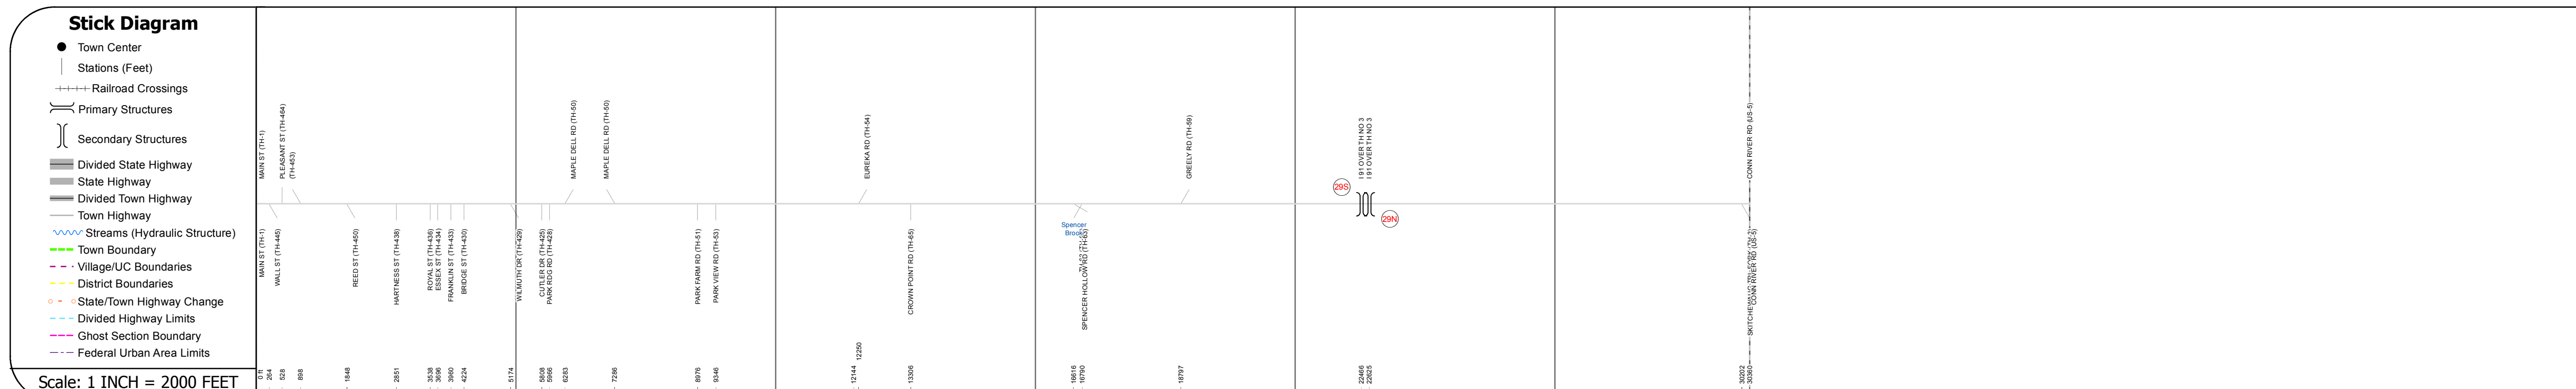 Stick Diagram
Town Center
Stations (Feet)
Railroad Crossings
Primary Structures
Secondary Structures
Divided State Highway
State Highway
Divided Town Highway
Town Highway
Streams (Hydraulic Structure)
Town Boundary
Village/UC Boundaries
District Boundaries
State/Town Highway Change
Divided Highway Limits
Ghost Section Boundary
Federal Urban Area Limits
Scale: 1 INCH = 2000 FEET
MAIN ST (TH-1)
PLEASANT ST (TH-464)
(TH-453)
MAPLE DELL RD (TH-50)
MAPLE DELL RD (TH-50)
EUREKA RD (TH-54)
GREELY RD (TH-59)
I 91 OVER TH NO 3
I 91 OVER TH NO 3
CONN RIVER RD (US-5)
29S
29N
MAIN ST (TH-1)
WALL ST (TH-445)
REED ST (TH-450)
HARTNESS ST (TH-438)
ROYAL ST (TH-436)
ESSEX ST (TH-434)
FRANKLIN ST (TH-433)
BRIDGE ST (TH-430)
WILMUTH DR (TH-429)
CUTLER DR (TH-425)
PARK RDG RD (TH-428)
PARK FARM RD (TH-51)
PARK VIEW RD (TH-53)
CROWN POINT RD (TH-65)
Spencer
Brook
SPENCER HOLLOW RD (TH-63)
CONN RIVER RD (US-5)
0 ft
264
528
898
1848
2851
3538
3696
3960
4224
5174
5808
5966
6283
7286
8976
9346
12144
12250
13306
16616
16790
18797
22466
22625
30202
30360